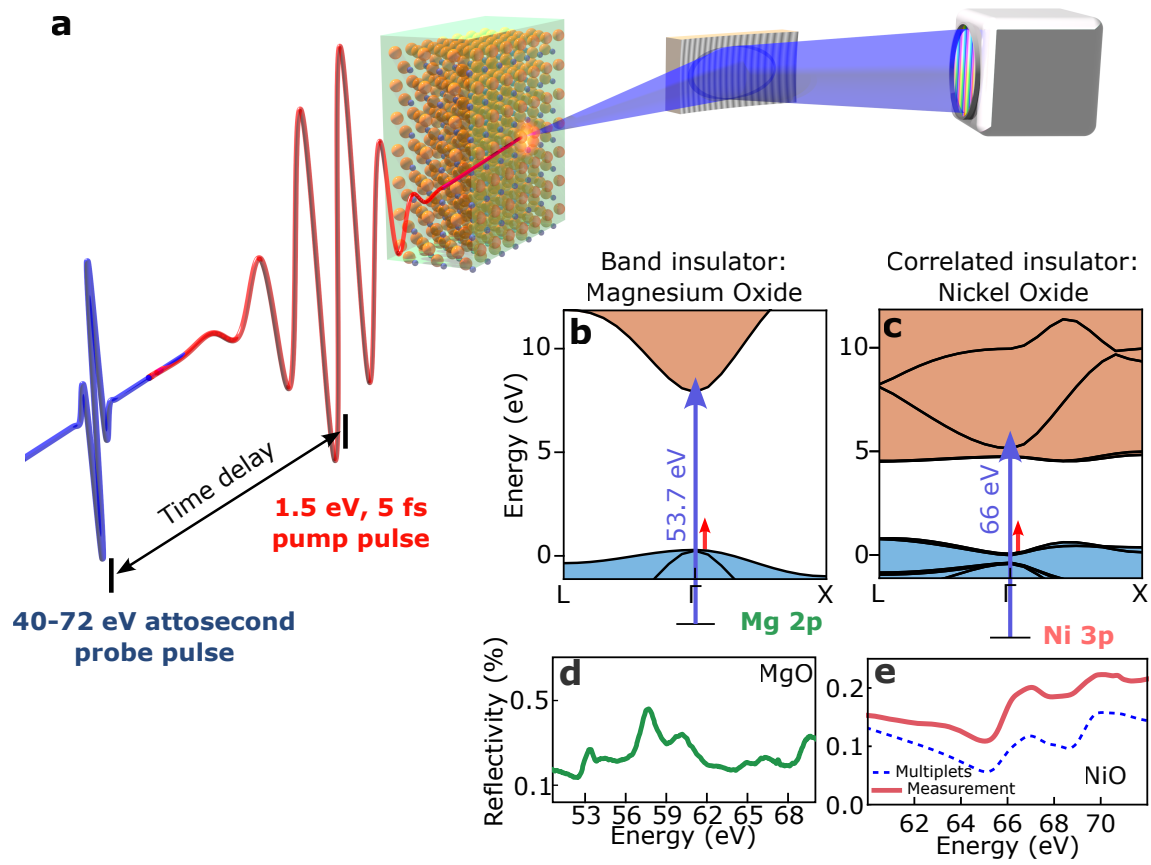 a
Time delay
1.5 eV, 5 fs
pump pulse
40-72 eV attosecond
probe pulse
Band insulator:
Magnesium Oxide
b
Energy (eV)
10
5
0
53.7 eV
L
Γ
X
Mg 2p
Correlated insulator:
Nickel Oxide
c
10
5
0
66 eV
L
Γ
X
Ni 3p
d
MgO
Reflectivity (%)
0.5
0.1
53 56 59 62 65 68
Energy (eV)
e
0.2
0.1
0.0
Multiplets
Measurement
NiO
62 64 66 68 70
Energy (eV)